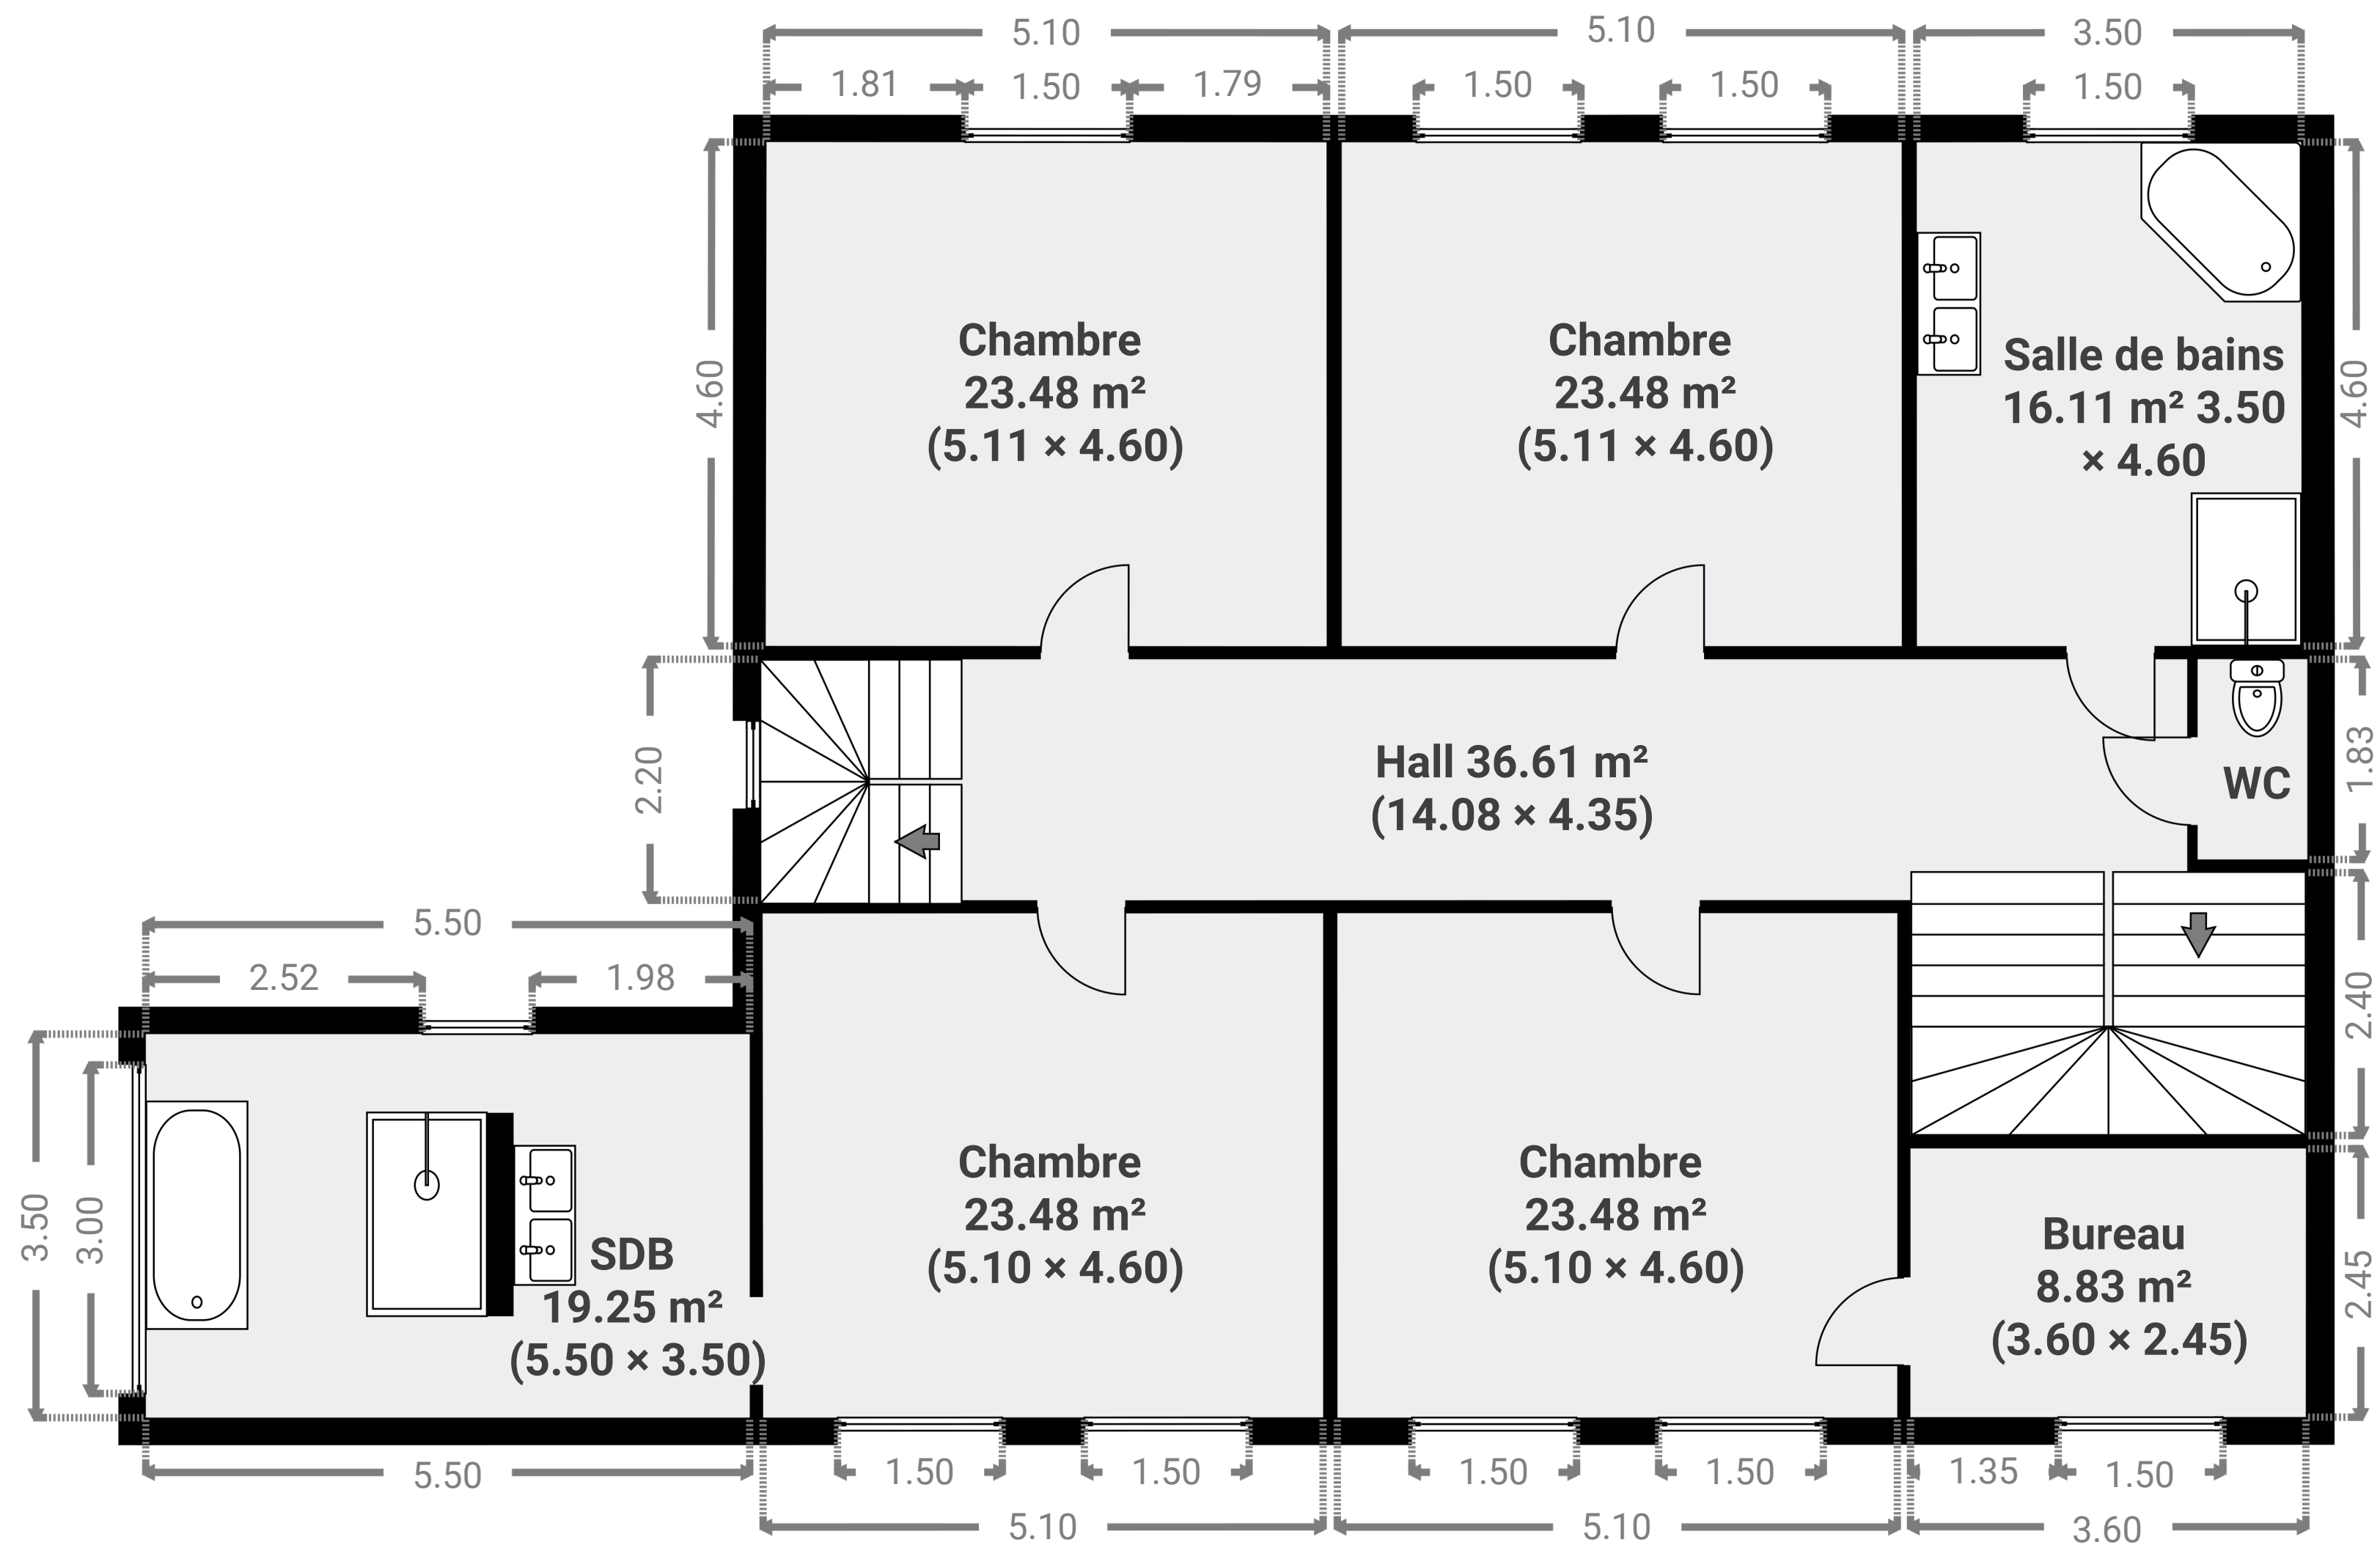 5.10
5.10
3.50
1.81
1.50
1.79
1.50
1.50
1.50
4.60
4.60
Chambre
23.48 m²
(5.11 × 4.60)
Chambre
23.48 m²
(5.11 × 4.60)
Salle de bains
16.11 m² 3.50
× 4.60
2.20
Hall 36.61 m²
(14.08 × 4.35)
WC
1.83
5.50
2.52
1.98
2.40
3.50
3.00
SDB
19.25 m²
(5.50 × 3.50)
Chambre
23.48 m²
(5.10 × 4.60)
Chambre
23.48 m²
(5.10 × 4.60)
Bureau
8.83 m²
(3.60 × 2.45)
2.45
5.50
1.50
1.50
1.50
1.50
1.35
1.50
5.10
5.10
3.60